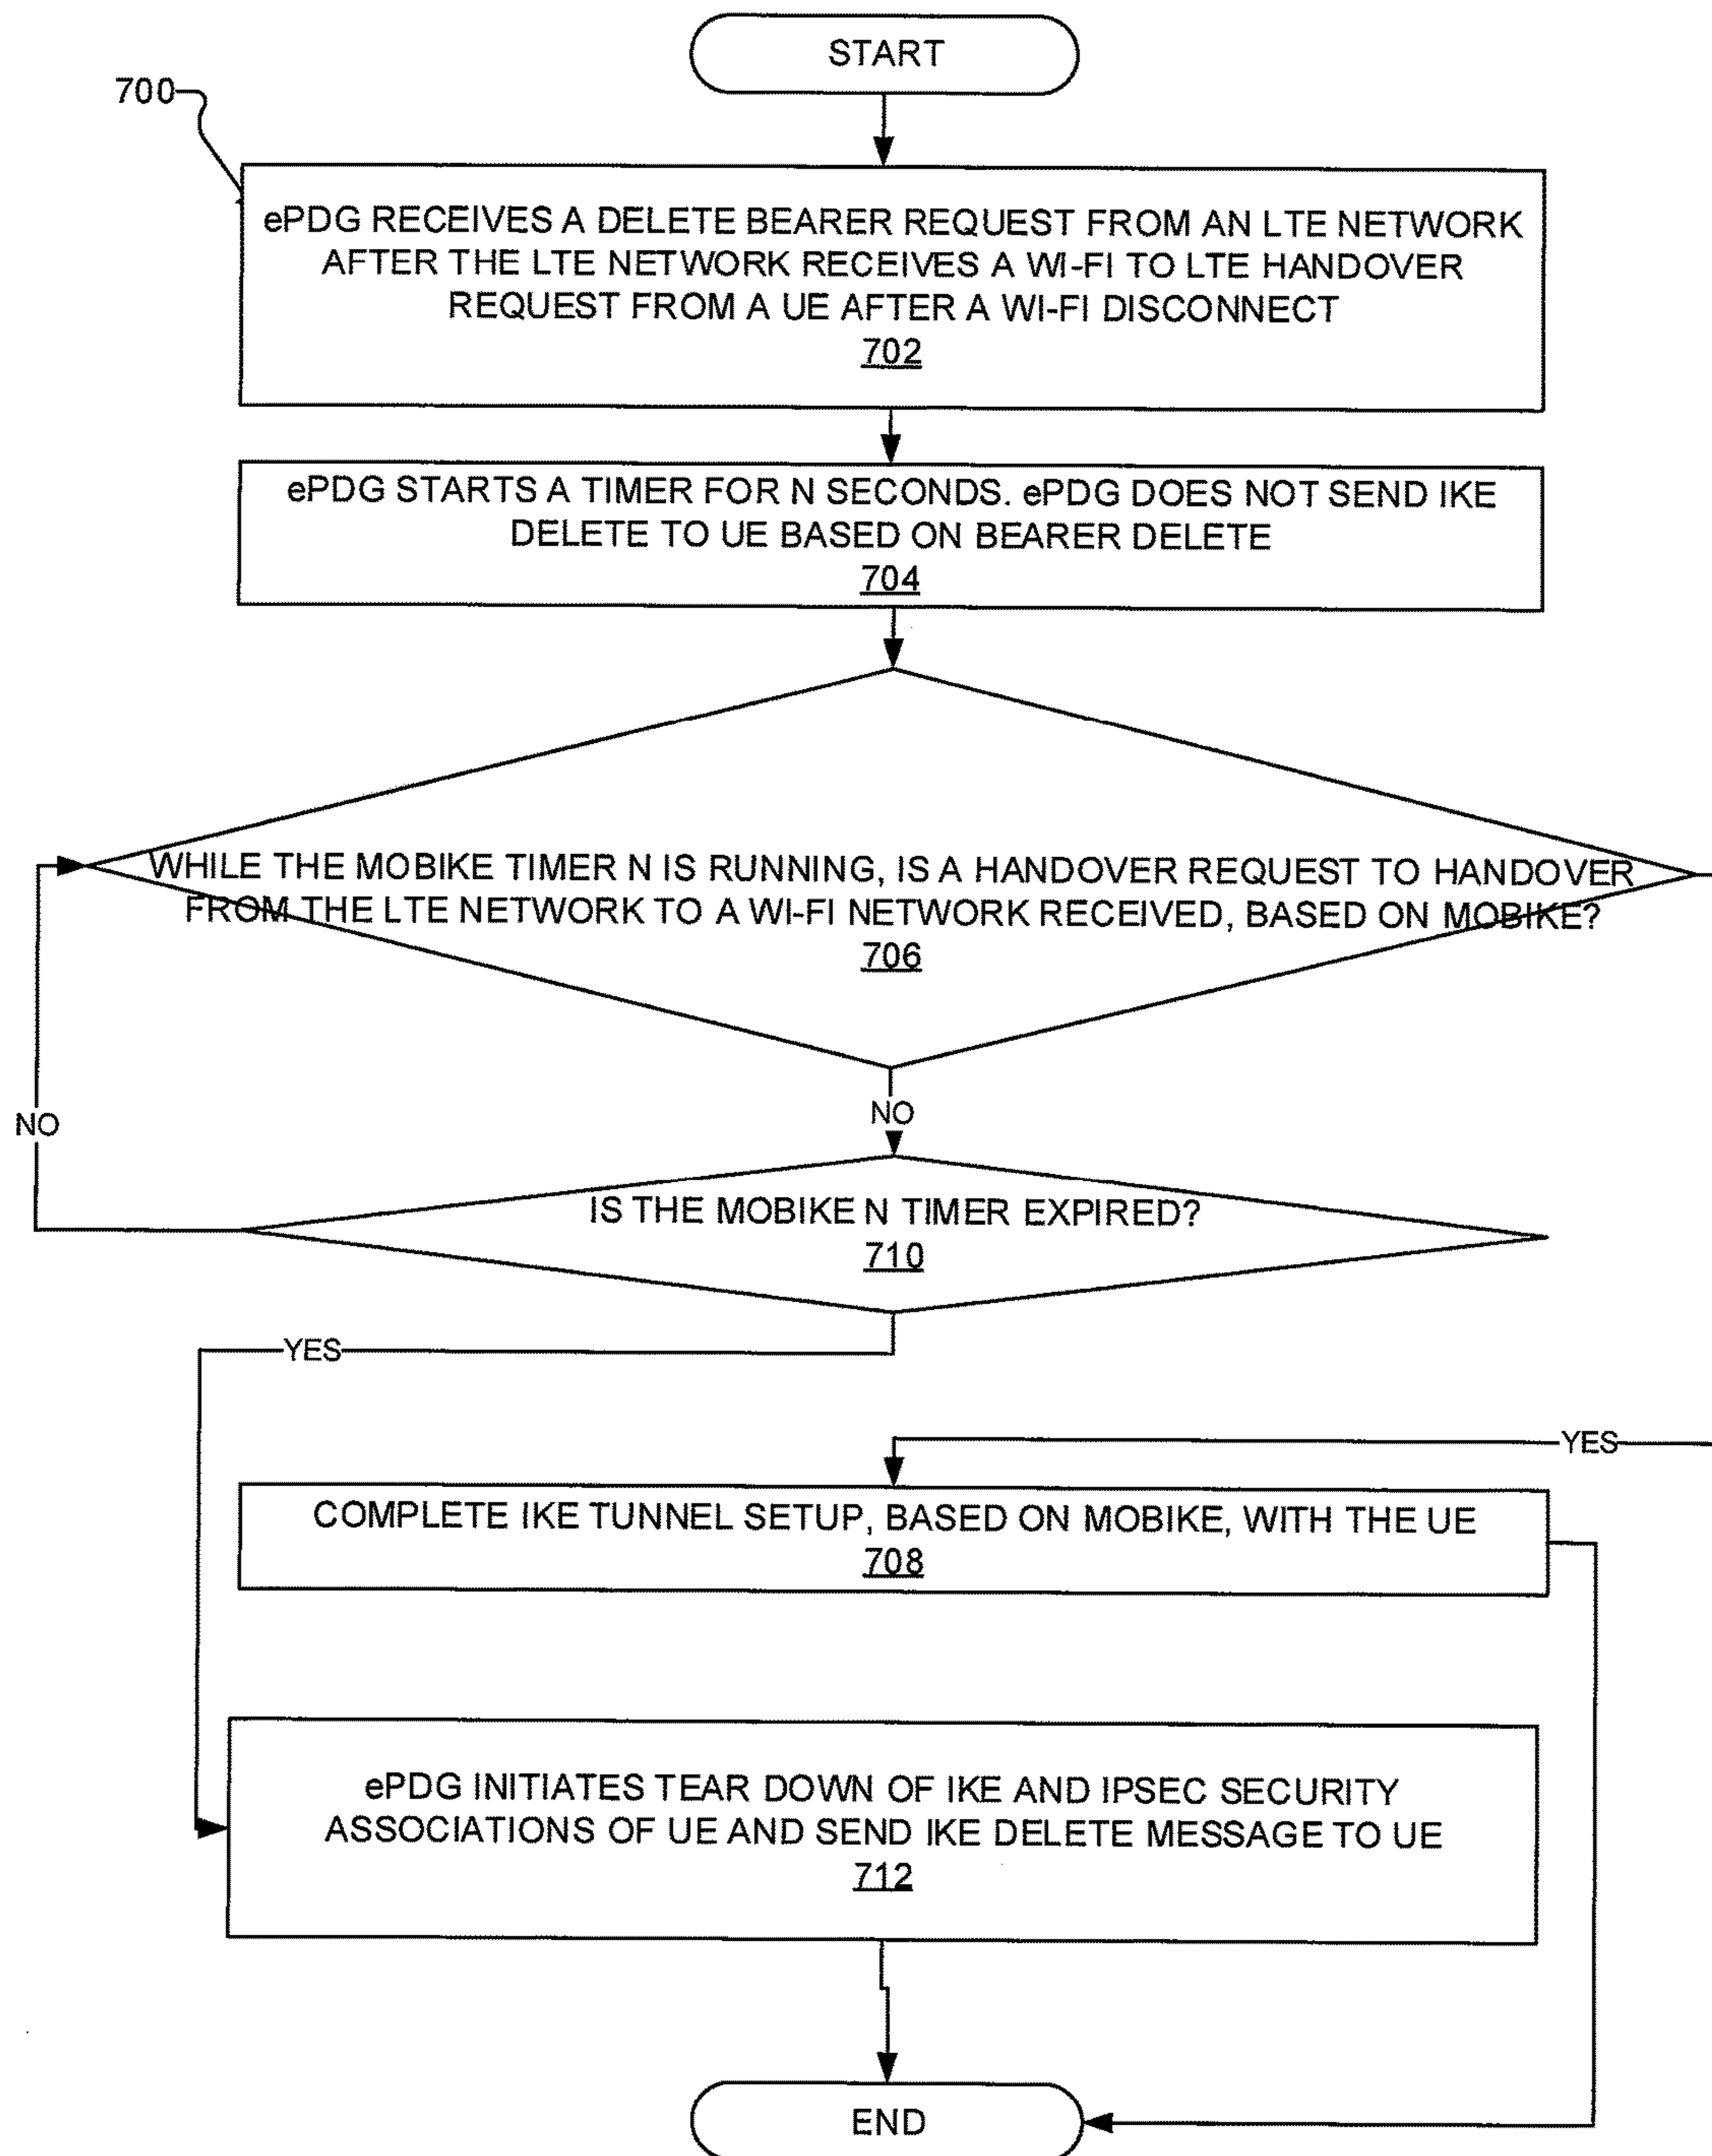 START
700
ePDG RECEIVES A DELETE BEARER REQUEST FROM AN LTE NETWORK
AFTER THE LTE NETWORK RECEIVES A WI-FI TO LTE HANDOVER
REQUEST FROM A UE AFTER A WI-FI DISCONNECT
702
ePDG STARTS A TIMER FOR N SECONDS. ePDG DOES NOT SEND IKE
DELETE TO UE BASED ON BEARER DELETE
704
WHILE THE MOBIKE TIMER N IS RUNNING, IS A HANDOVER REQUEST TO HANDOVER
FROM THE LTE NETWORK TO A WI-FI NETWORK RECEIVED, BASED ON MOBIKE?
706
NO
NO
IS THE MOBIKE N TIMER EXPIRED?
710
YES
YES
COMPLETE IKE TUNNEL SETUP, BASED ON MOBIKE, WITH THE UE
708
ePDG INITIATES TEAR DOWN OF IKE AND IPSEC SECURITY
ASSOCIATIONS OF UE AND SEND IKE DELETE MESSAGE TO UE
712
END